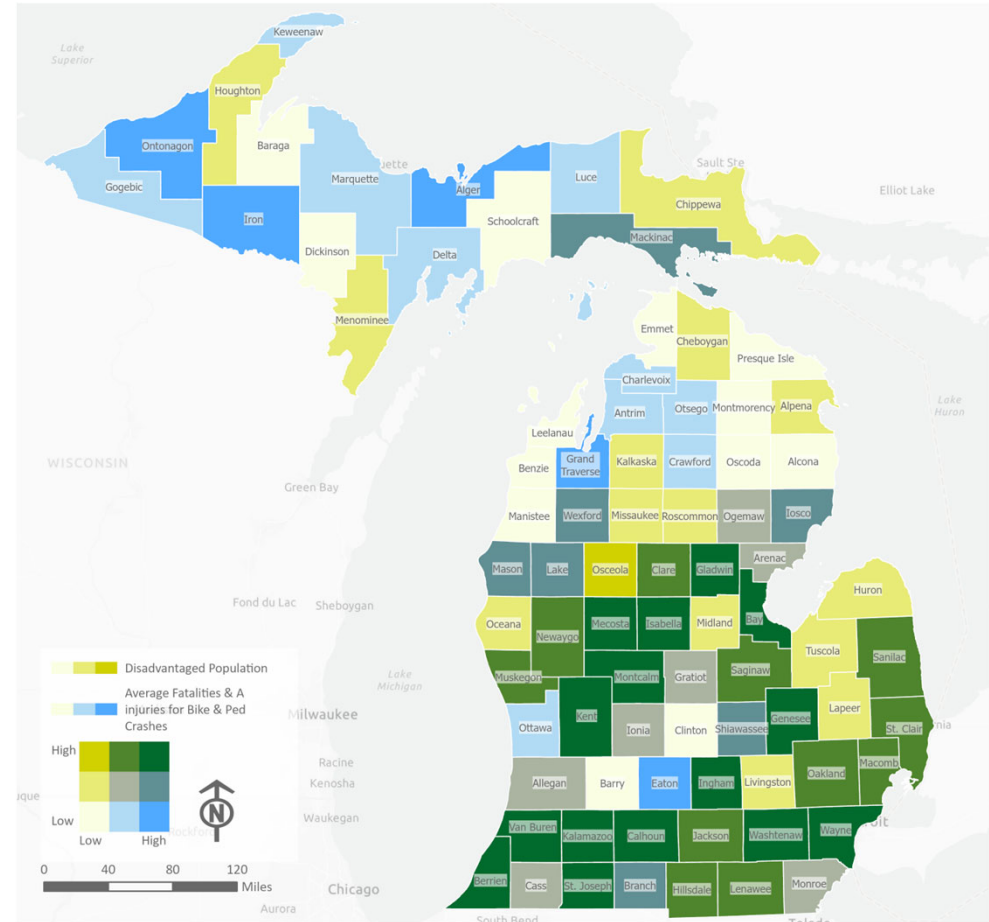 Keweenaw
Lake
Superior
Houghton
Ontonagon
Baraga
Marquette
uette
Sault Ste
Gogebic
Alger
Luce
Elliot Lake
Chippewa
Iron
Schoolcraft
Mackinac
Dickinson
Delta
Menominee
Emmet
Cheboygan
Presque Isle
Charlevoix
Lake
Huron
Antrim
Otsego
Montmorency
Alpena
Leelanau
WISCONSIN
Grand
Traverse
Benzie
Kalkaska
Crawford
Oscoda
Alcona
Green Bay
Manistee
Wexford
Missaukee
Roscommon
Ogemaw
Iosco
Arenac
Mason
Lake
Osceola
Clare
Gladwin
Huron
Fond du Lac
Sheboygan
Oceana
Newaygo
Mecosta
Isabella
Midland
Bay
Tuscola
Sanilac
Lake
Michigan
Muskegon
Montcalm
Gratiot
Saginaw
Disadvantaged Population
Average Fatalities & A
injuries for Bike & Ped
Crashes
Milwaukee
Ottawa
Kent
Ionia
Clinton
Shiawassee
Genesee
Lapeer
St. Clair
nia
High
Low
Low
High
N
Racine
Kenosha
Waukegan
uque
Rockford
Allegan
Barry
Eaton
Ingham
Livingston
Oakland
Macomb
Van Buren
Kalamazoo
Calhoun
Jackson
Washtenaw
Wayne
oit
0 40 80 120
Miles
Chicago
Aurora
Berrien
Cass
St. Joseph
Branch
Hillsdale
Lenawee
Monroe
South Bend
Toledo